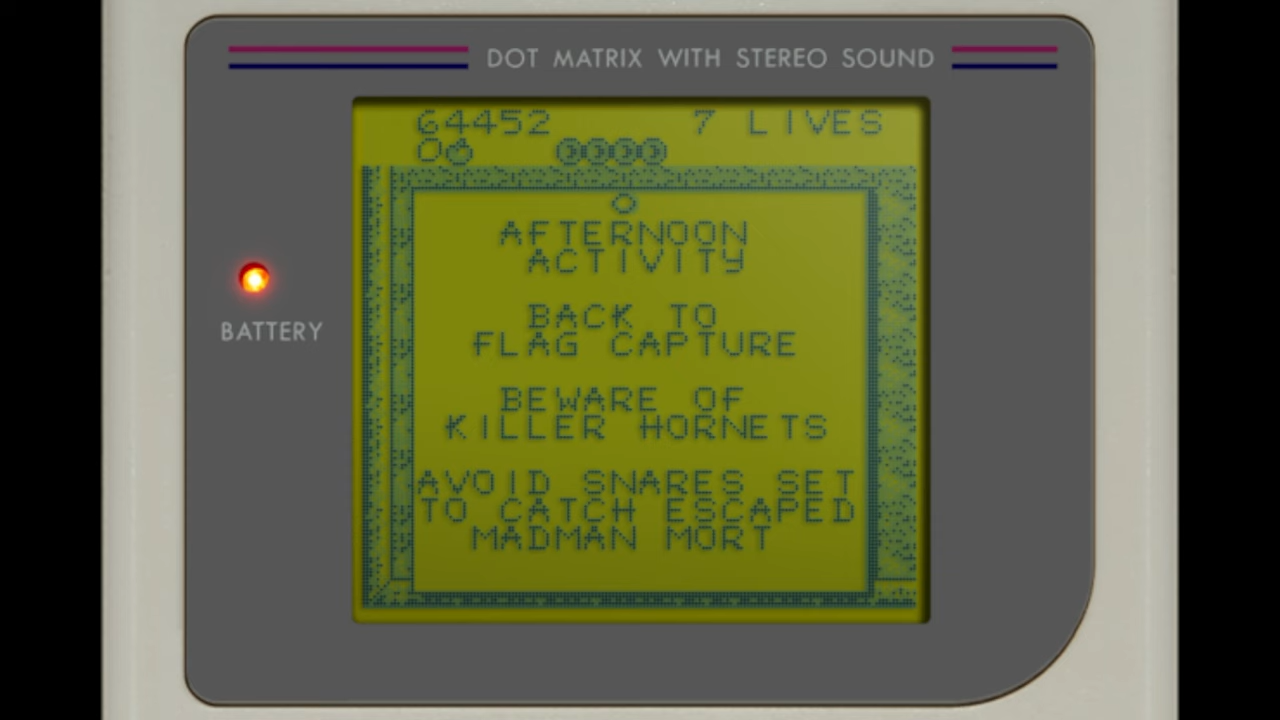 DOT MATRIX WITH STEREO SOUND
64452 7 LIVES
AFTERNOON
ACTIVITY
BACK TO
FLAG CAPTURE
BEWARE OF
KILLER HORNETS
AVOID SNARES SET
TO CATCH ESCAPED
MADMAN MORT
BATTERY